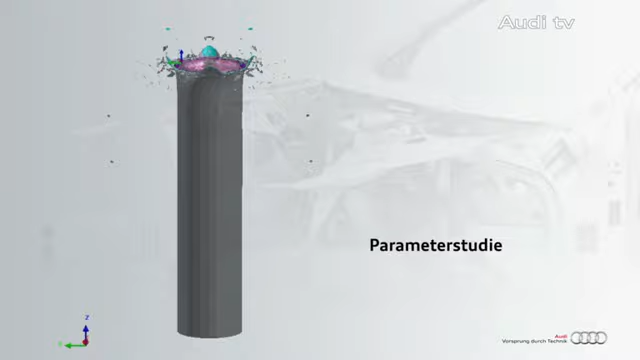 Audi tv
Parameterstudie
z
Audi
Vorsprung durch Technik